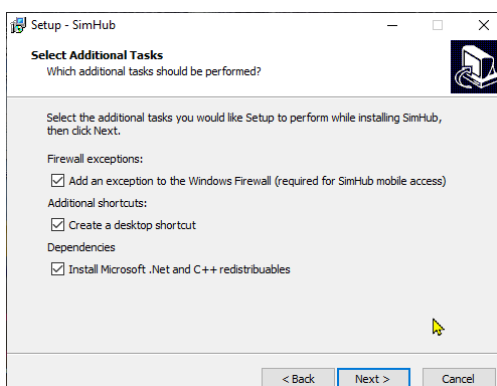 Setup - SimHub
Select Additional Tasks
Which additional tasks should be performed?
Select the additional tasks you would like Setup to perform while installing SimHub,
then click Next.
Firewall exceptions:
Add an exception to the Windows Firewall (required for SimHub mobile access)
Additional shortcuts:
Create a desktop shortcut
Dependencies
Install Microsoft .Net and C++ redistribuables
< Back
Next >
Cancel